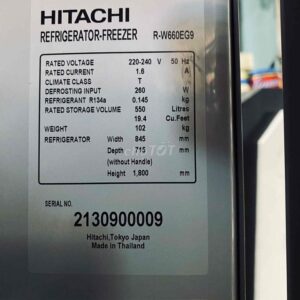 HITACHI
REFRIGERATOR-FREEZER R-W660EG9
RATED VOLTAGE 220-240 V 50 Hz
RATED CURRENT 1.6 A
CLIMATE CLASS T
DEFROSTING INPUT 260 W
REFRIGERANT R134a 0.145 kg
RATED STORAGE VOLUME 550 Litres
19.4 Cu.Feet
WEIGHT 102 kg
REFRIGERATOR Width 845 mm
Depth 715 mm
(without Handle)
Height 1,800 mm
SERIAL NO.
2130900009
Hitachi,Tokyo Japan
Made in Thailand